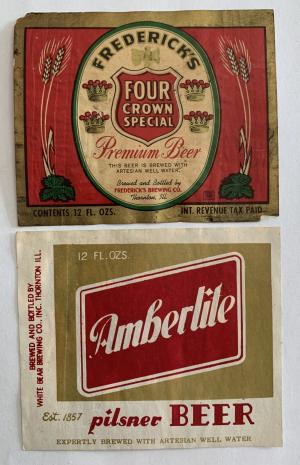 FREDERICK'S
FOUR
CROWN
SPECIAL
Premium Beer
THIS BEER IS BREWED WITH
ARTESIAN WELL WATER
Brewed and Bottled by
FREDERICK'S BREWING CO.
Thornton, Ill.
CONTENTS 12 FL. OZS.
INT. REVENUE TAX PAID
12 FL. OZS.
BREWED AND BOTTLED BY
WHITE BEAR BREWING CO., INC. THORNTON ILL.
Amberlite
Est. 1857
pilsner BEER
EXPERTLY BREWED WITH ARTESIAN WELL WATER